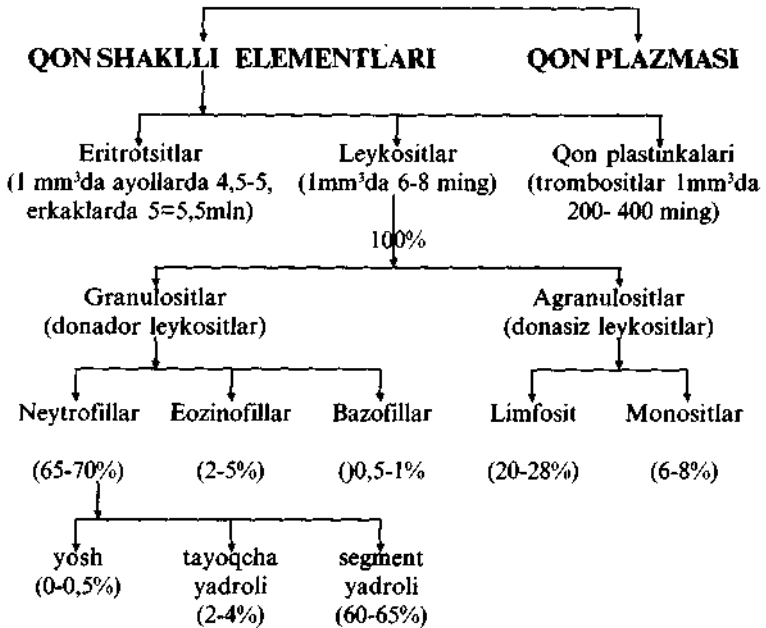 QON SHAKLLI ELEMENTLARI QON PLAZMASI
Eritrotsitlar Leykositlar Qon plastinkalari
(1 mm³da ayollarda 4,5-5, (1mm³da 6-8 ming) (trombositlar 1mm³da
erkaklarda 5=5,5mln) 200- 400 ming)
100%
Granulositlar Agranulositlar
(donador leykositlar) (donasiz leykositlar)
Neytrofillar Eozinofillar Bazofillar Limfosit Monositlar
(65-70%) (2-5%) ()0,5-1% (20-28%) (6-8%)
yosh tayoqcha segment
(0-0,5%) yadroli yadroli
(2-4%) (60-65%)